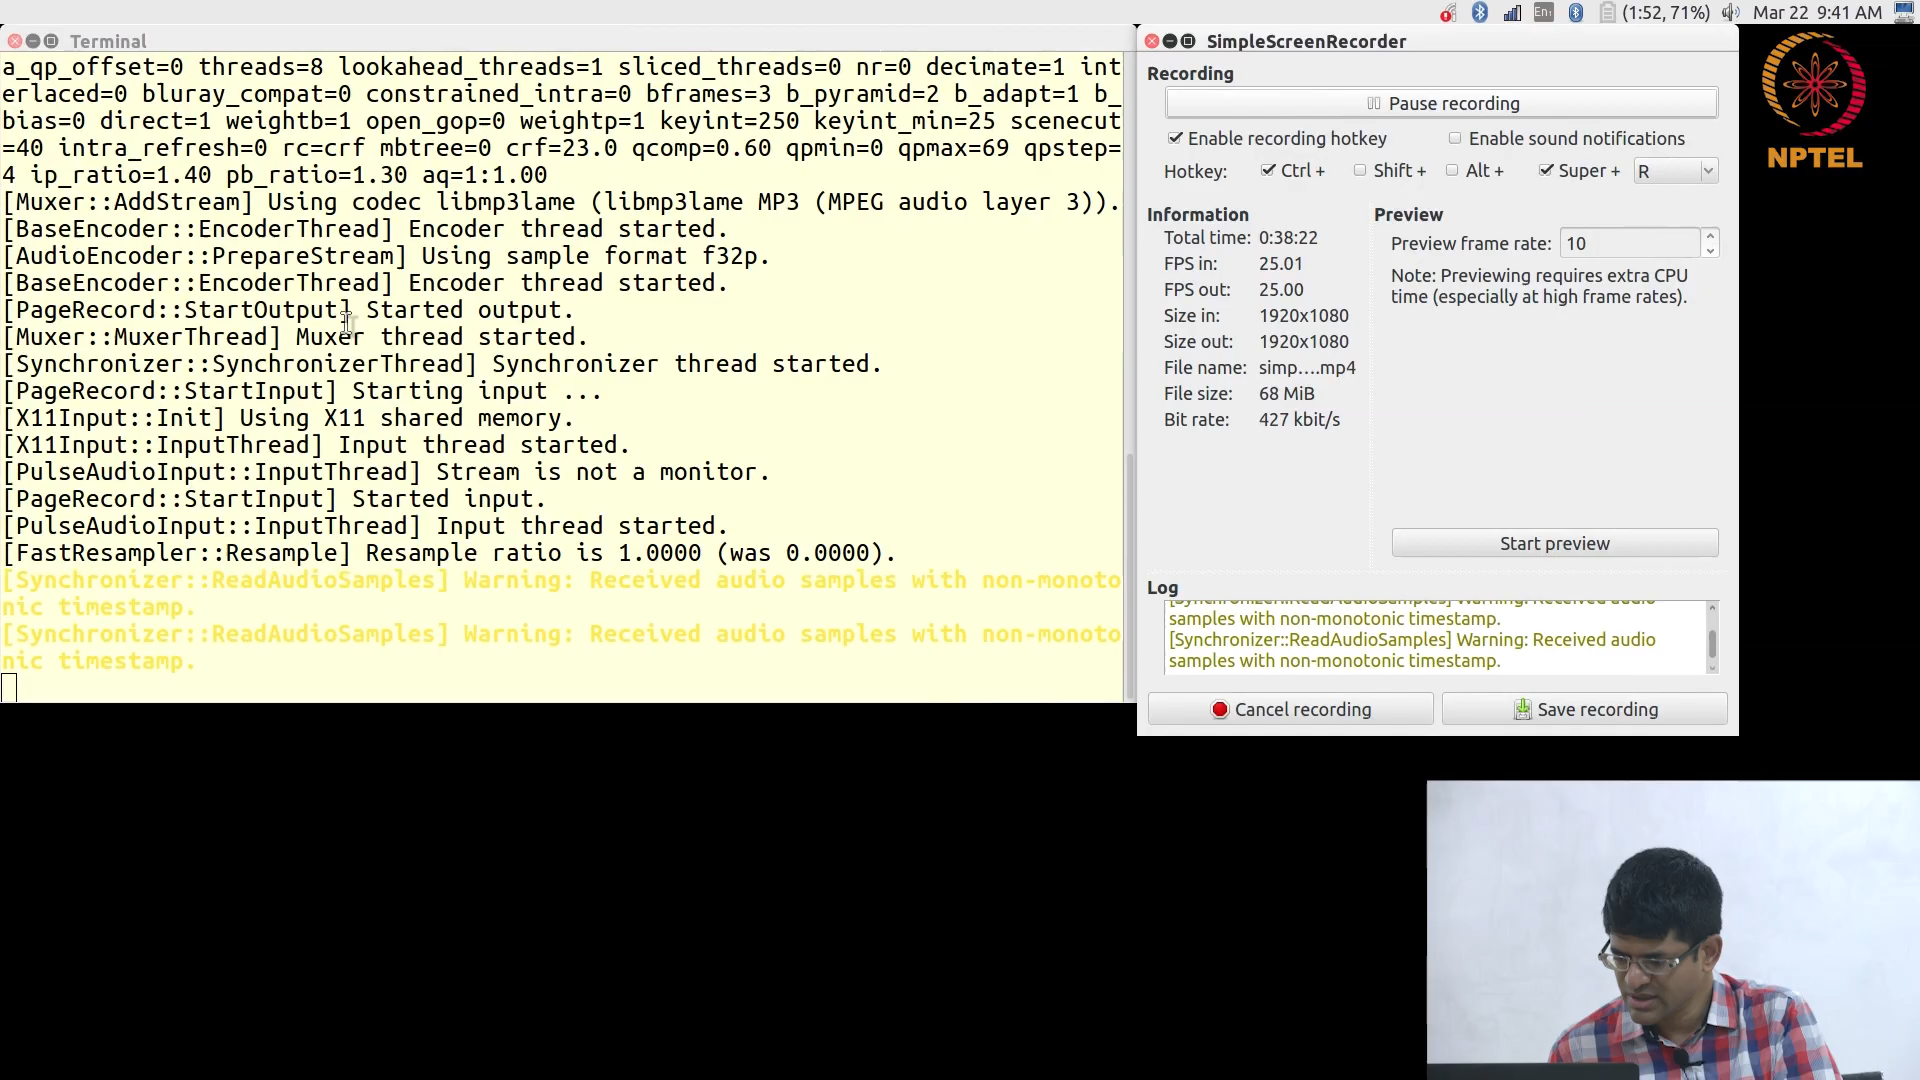 En1 (1:52, 71%) Mar 22 9:41 AM
Terminal
a_qp_offset=0 threads=8 lookahead_threads=1 sliced_threads=0 nr=0 decimate=1 int
erlaced=0 bluray_compat=0 constrained_intra=0 bframes=3 b_pyramid=2 b_adapt=1 b_
bias=0 direct=1 weightb=1 open_gop=0 weightp=1 keyint=250 keyint_min=25 scenecut
=40 intra_refresh=0 rc=crf mbtree=0 crf=23.0 qcomp=0.60 qpmin=0 qpmax=69 qpstep=
4 ip_ratio=1.40 pb_ratio=1.30 aq=1:1.00
[Muxer::AddStream] Using codec libmp3lame (libmp3lame MP3 (MPEG audio layer 3)).
[BaseEncoder::EncoderThread] Encoder thread started.
[AudioEncoder::PrepareStream] Using sample format f32p.
[BaseEncoder::EncoderThread] Encoder thread started.
[PageRecord::StartOutput] Started output.
[Muxer::MuxerThread] Muxer thread started.
[Synchronizer::SynchronizerThread] Synchronizer thread started.
[PageRecord::StartInput] Starting input ...
[X11Input::Init] Using X11 shared memory.
[X11Input::InputThread] Input thread started.
[PulseAudioInput::InputThread] Stream is not a monitor.
[PageRecord::StartInput] Started input.
[PulseAudioInput::InputThread] Input thread started.
[FastResampler::Resample] Resample ratio is 1.0000 (was 0.0000).
[Synchronizer::ReadAudioSamples] Warning: Received audio samples with non-monoto
nic timestamp.
[Synchronizer::ReadAudioSamples] Warning: Received audio samples with non-monoto
nic timestamp.
SimpleScreenRecorder
Recording
Pause recording
Enable recording hotkey Enable sound notifications
Hotkey: Ctrl + Shift + Alt + Super + R
Information
Total time: 0:38:22
FPS in: 25.01
FPS out: 25.00
Size in: 1920x1080
Size out: 1920x1080
File name: simp….mp4
File size: 68 MiB
Bit rate: 427 kbit/s
Preview
Preview frame rate: 10
Note: Previewing requires extra CPU
time (especially at high frame rates).
Start preview
Log
[Synchronizer::ReadAudioSamples] Warning: Received audio
samples with non-monotonic timestamp.
[Synchronizer::ReadAudioSamples] Warning: Received audio
samples with non-monotonic timestamp.
Cancel recording Save recording
NPTEL